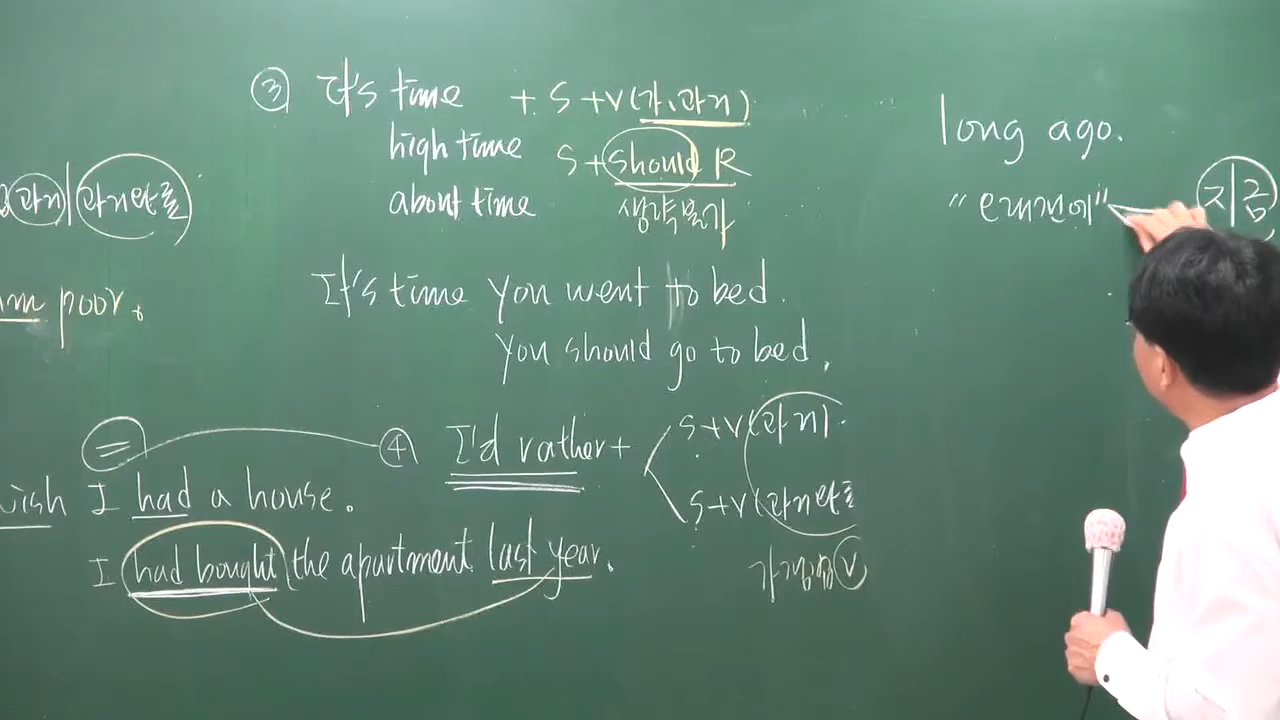 ③ It's time + S + V (가.과거)
high time S + should R
about time 생략불가
과거 | 과거완료
poor.
It's time you went to bed.
you should go to bed.
= ④ I'd rather + S + V (과거).
S + V (과거완료
가정법 V
wish I had a house.
I had bought the apartment last year.
long ago.
"오래전에" 지금